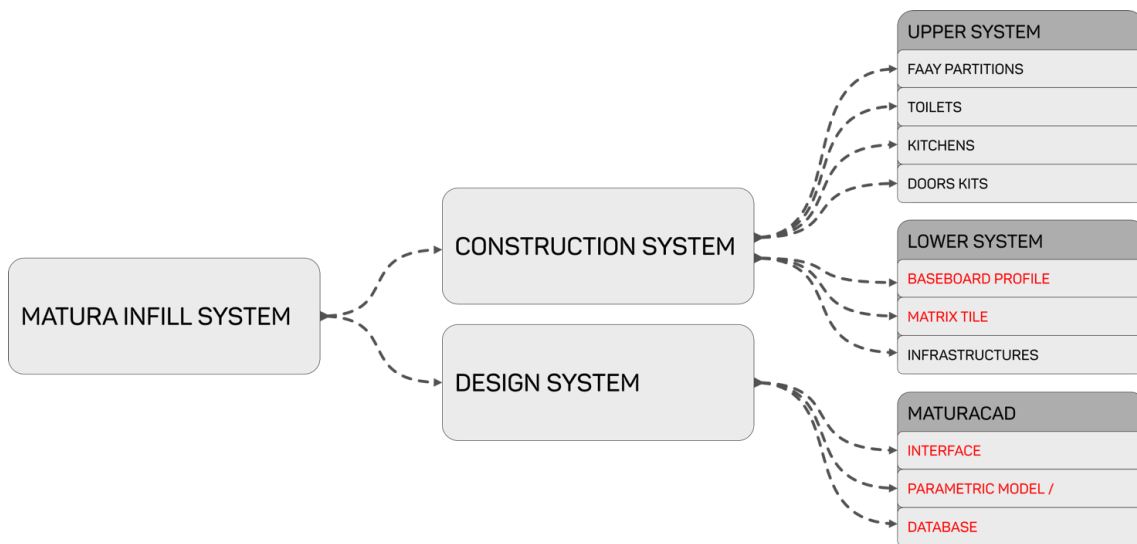 MATURA INFILL SYSTEM
CONSTRUCTION SYSTEM
DESIGN SYSTEM
UPPER SYSTEM
FAAY PARTITIONS
TOILETS
KITCHENS
DOORS KITS
LOWER SYSTEM
BASEBOARD PROFILE
MATRIX TILE
INFRASTRUCTURES
MATURACAD
INTERFACE
PARAMETRIC MODEL /
DATABASE